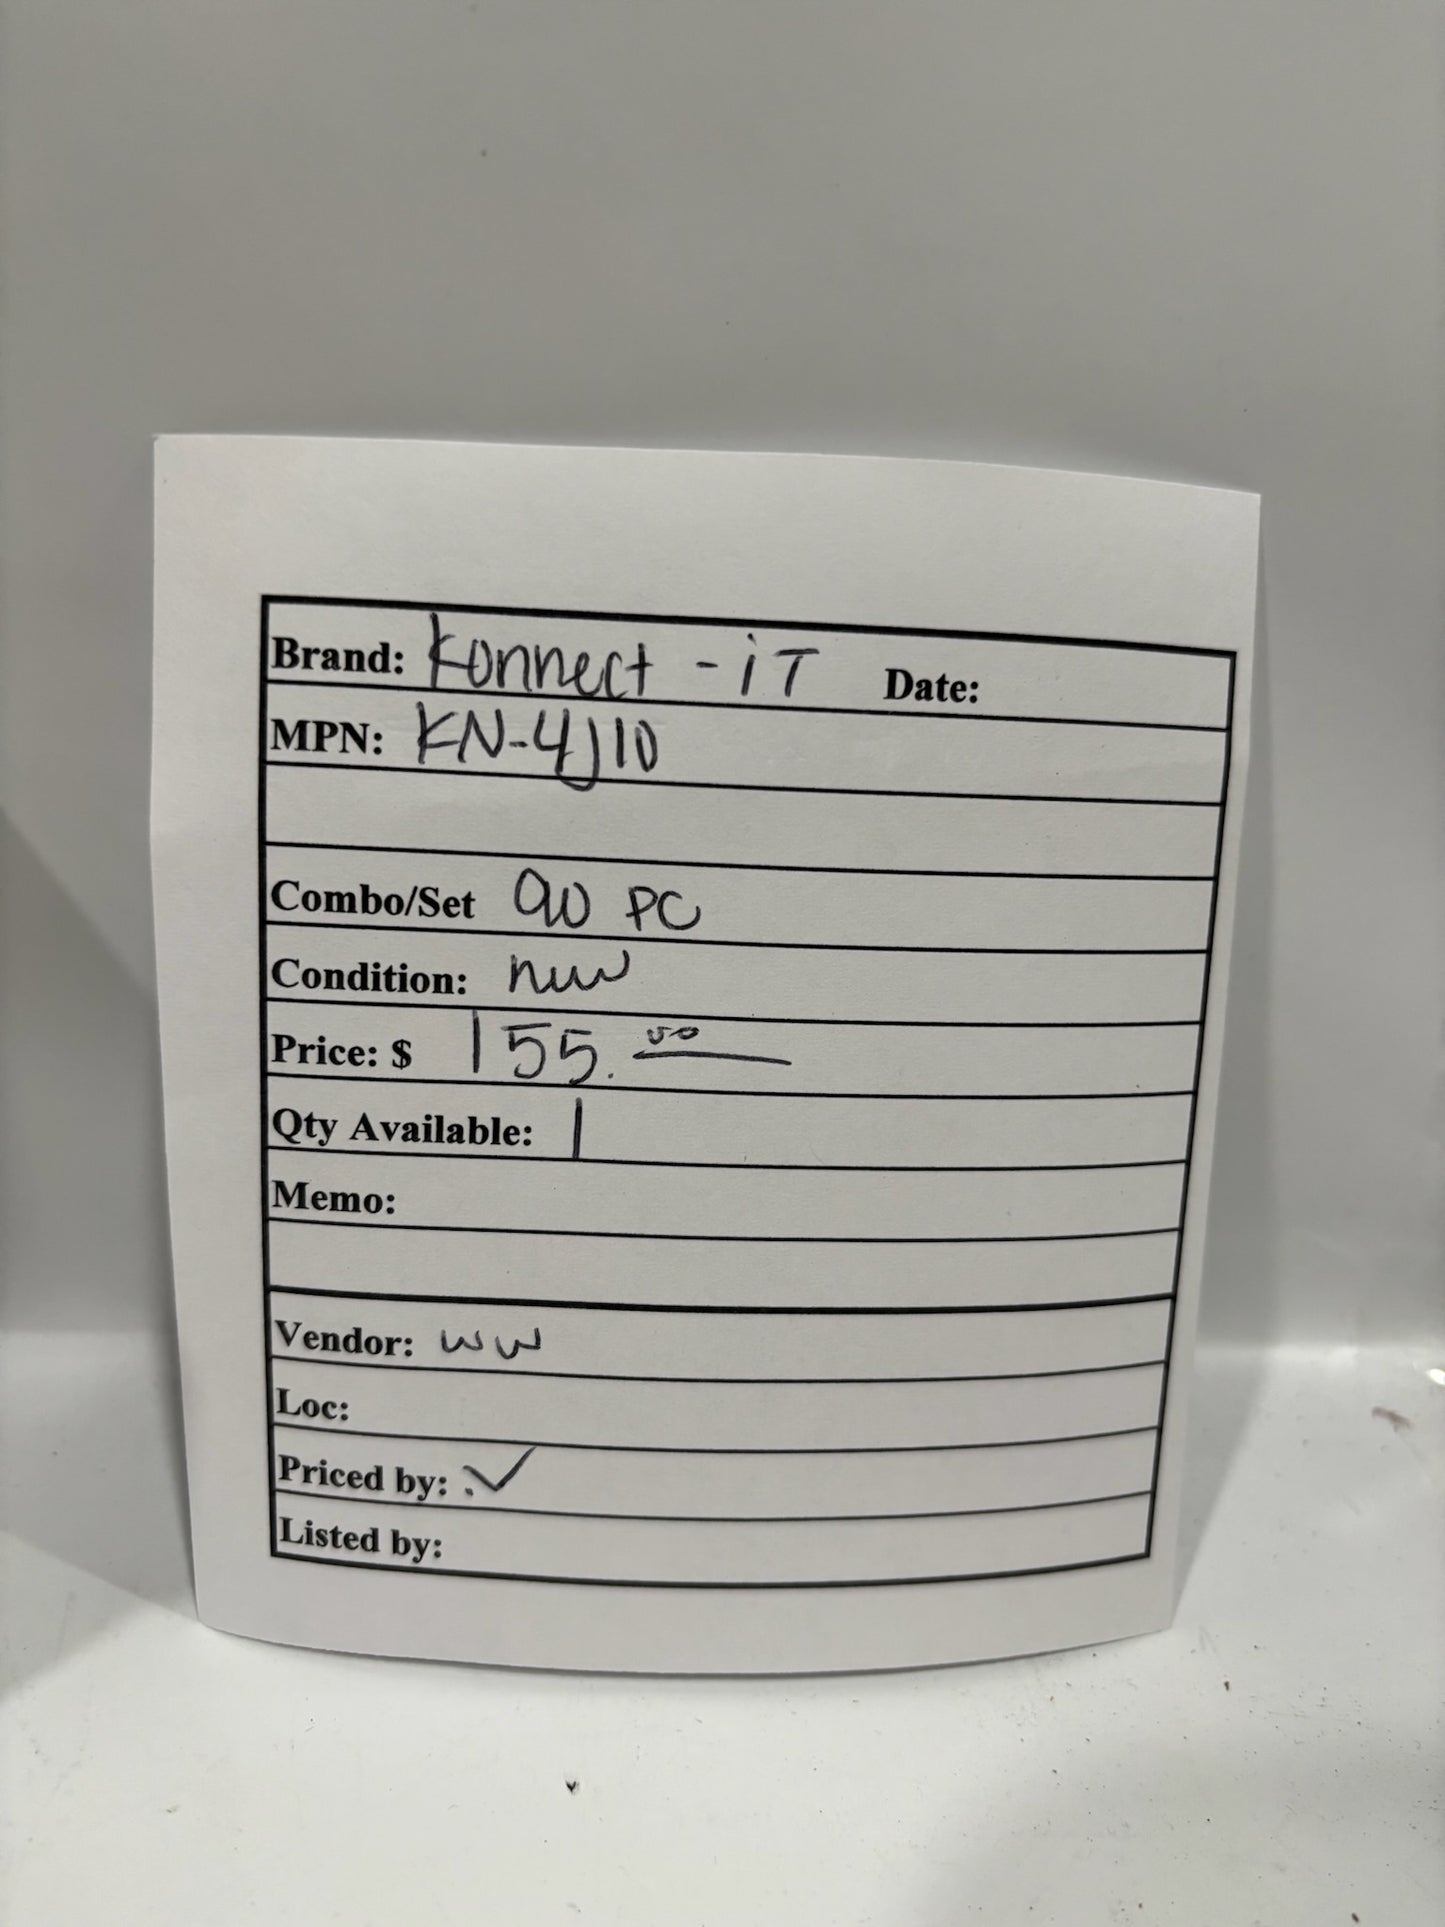 Brand: Konnect - iT Date:
MPN: KN-4J10
Combo/Set 90 PC
Condition: new
Price: $ 155.00
Qty Available: 1
Memo:
Vendor: WW
Loc:
Priced by: ✓
Listed by: